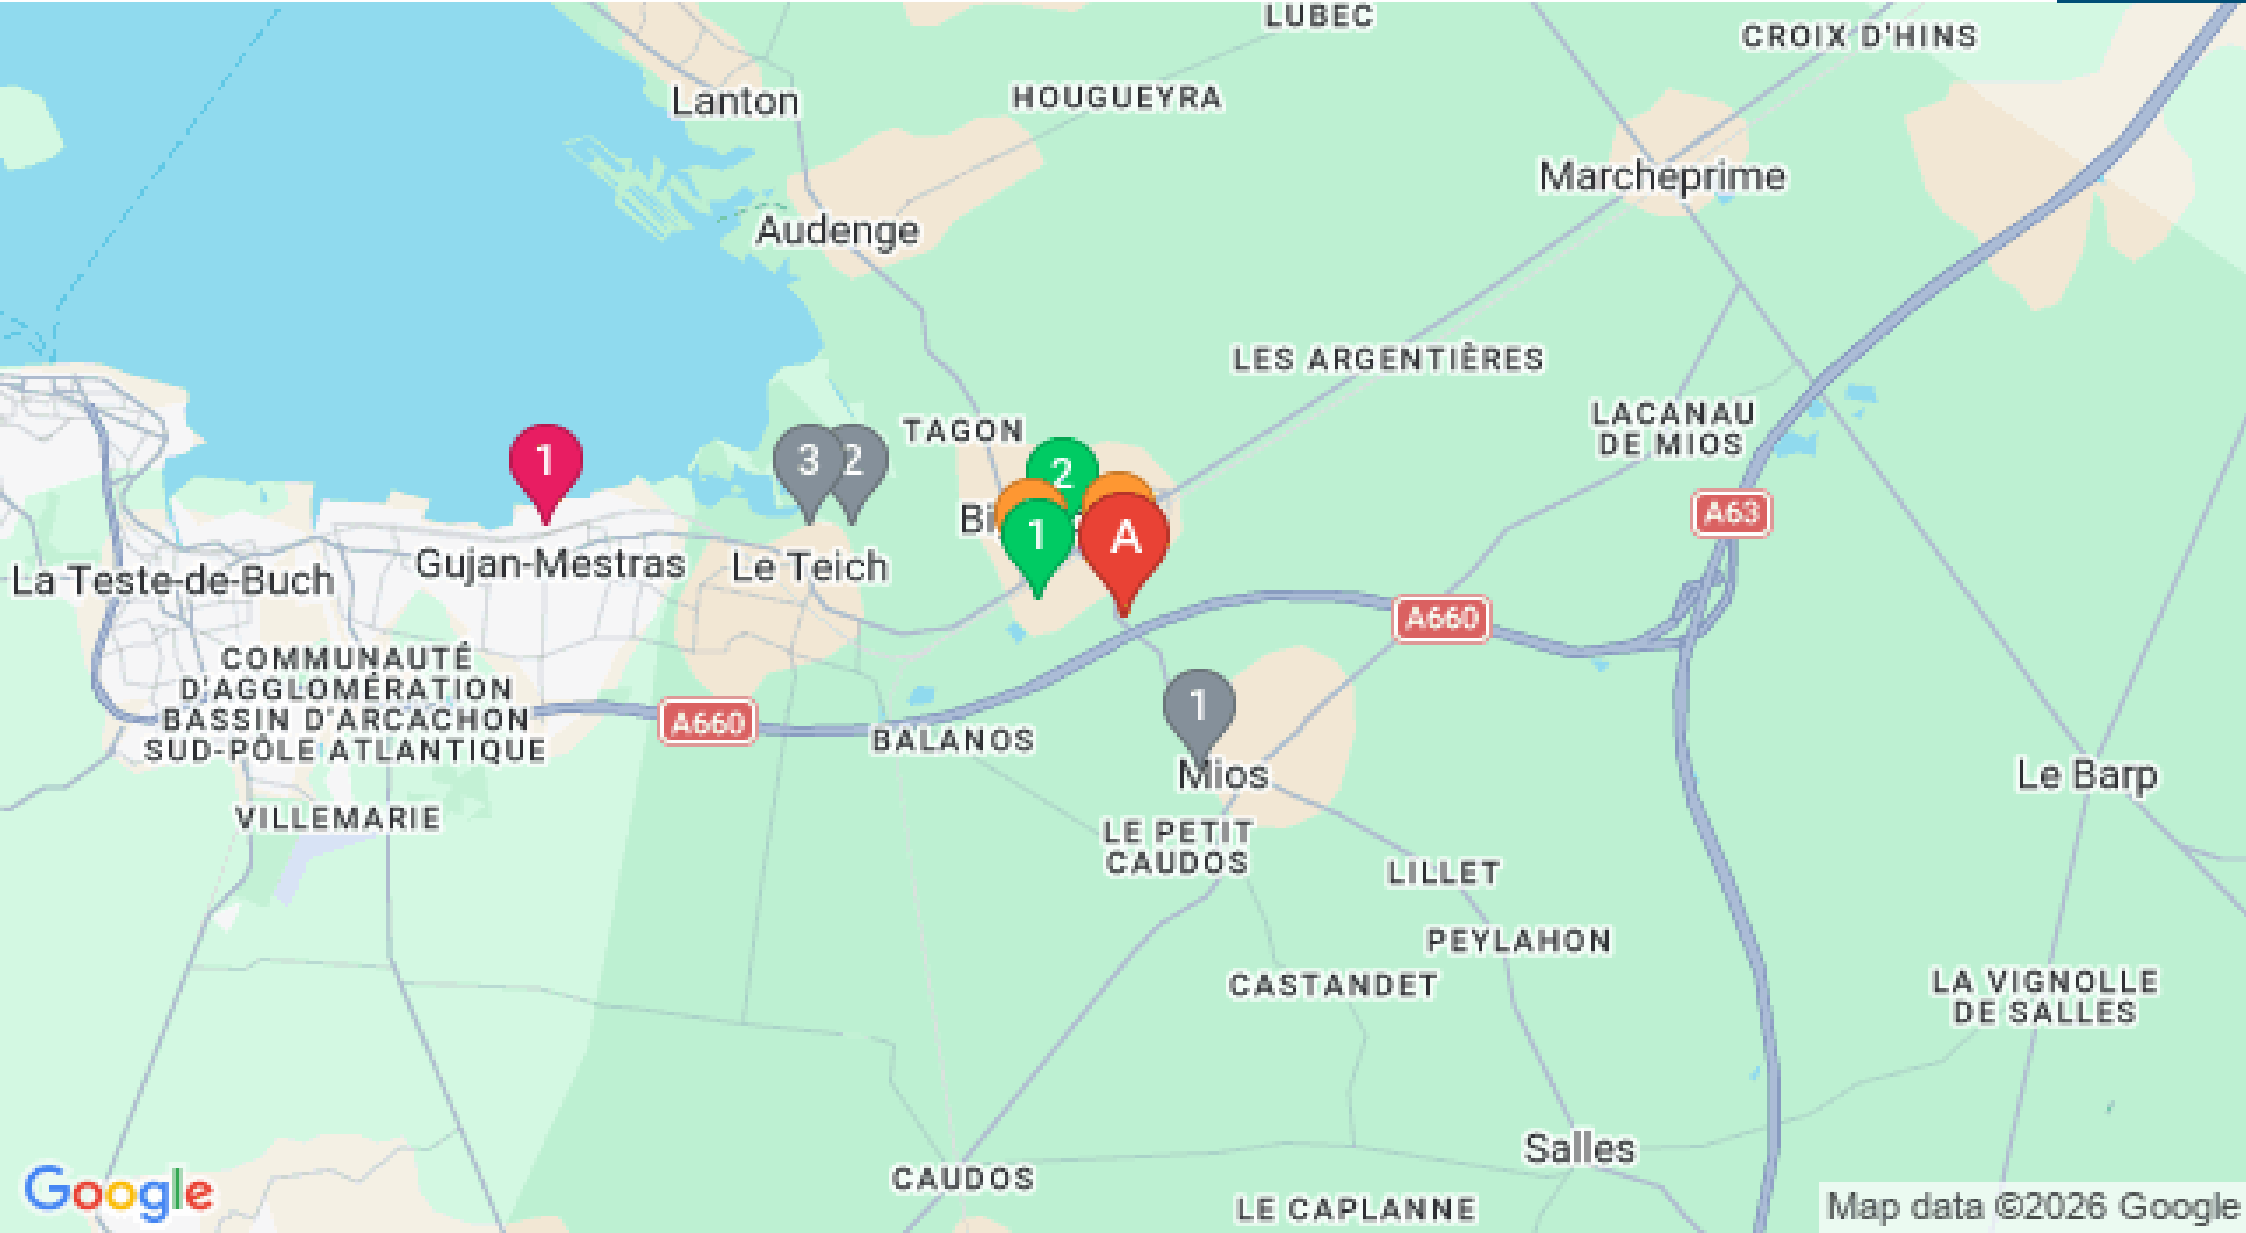 LUBEC
CROIX D'HINS
Lanton
HOUGUEYRA
Marcheprime
Audenge
LES ARGENTIÈRES
TAGON
LACANAU
DE MIOS
1
3
2
2
A63
Bi
1
A
Gujan-Mestras
Le Teich
La Teste-de-Buch
A660
COMMUNAUTÉ
D'AGGLOMÉRATION
BASSIN D'ARCACHON
SUD-PÔLE ATLANTIQUE
A660
1
BALANOS
Mios
Le Barp
VILLEMARIE
LE PETIT
CAUDOS
LILLET
PEYLAHON
CASTANDET
LA VIGNOLLE
DE SALLES
Salles
CAUDOS
Google
LE CAPLANNE
Map data ©2026 Google